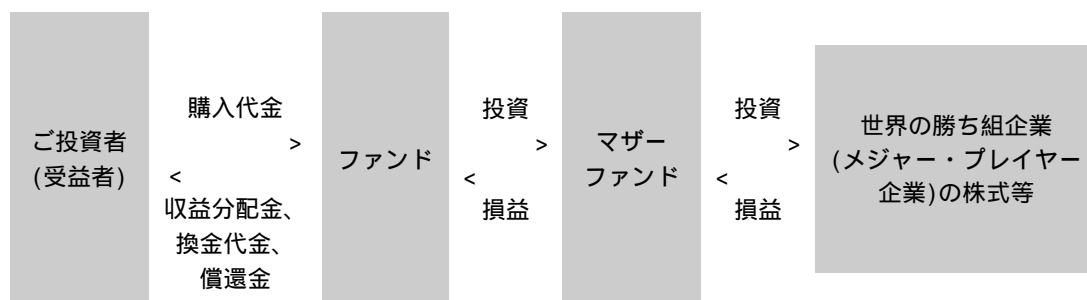 ご投資者
(受益者)
購入代金
>
<
収益分配金、
換金代金、
償還金
ファンド
投資
>
<
損益
マザー
ファンド
投資
>
<
損益
世界の勝ち組企業
(メジャー・プレイヤー
企業)の株式等